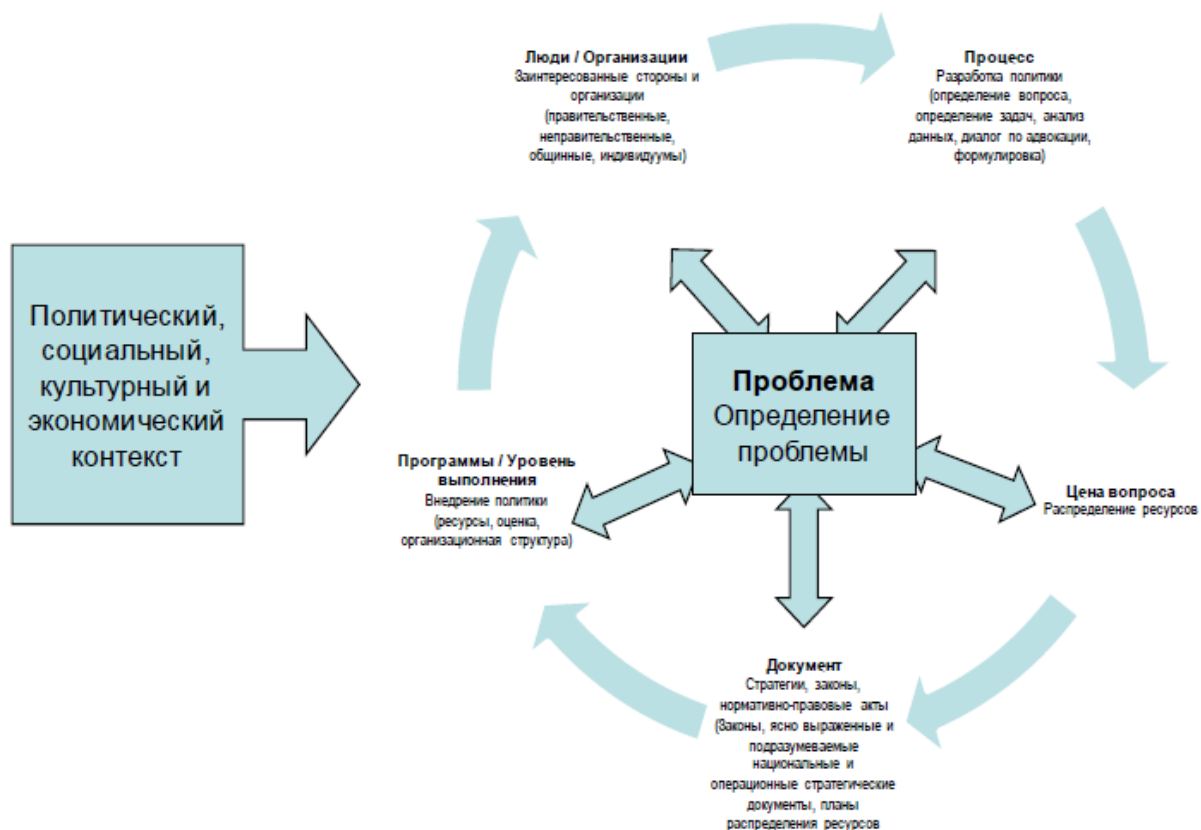 Люди / Организации
Заинтересованные стороны и
организации
(правительственные,
неправительственные,
общинные, индивидуумы)
Процесс
Разработка политики
(определение вопроса,
определение задач, анализ
данных, диалог по адвокации,
формулировка)
Политический,
социальный,
культурный и
экономический
контекст
Проблема
Определение
проблемы
Программы / Уровень
выполнения
Внедрение политики
(ресурсы, оценка,
организационная структура)
Цена вопроса
Распределение ресурсов
Документ
Стратегии, законы,
нормативно-правовые акты
(Законы, ясно выраженные и
подразумеваемые
национальные и
операционные стратегические
документы, планы
распределения ресурсов